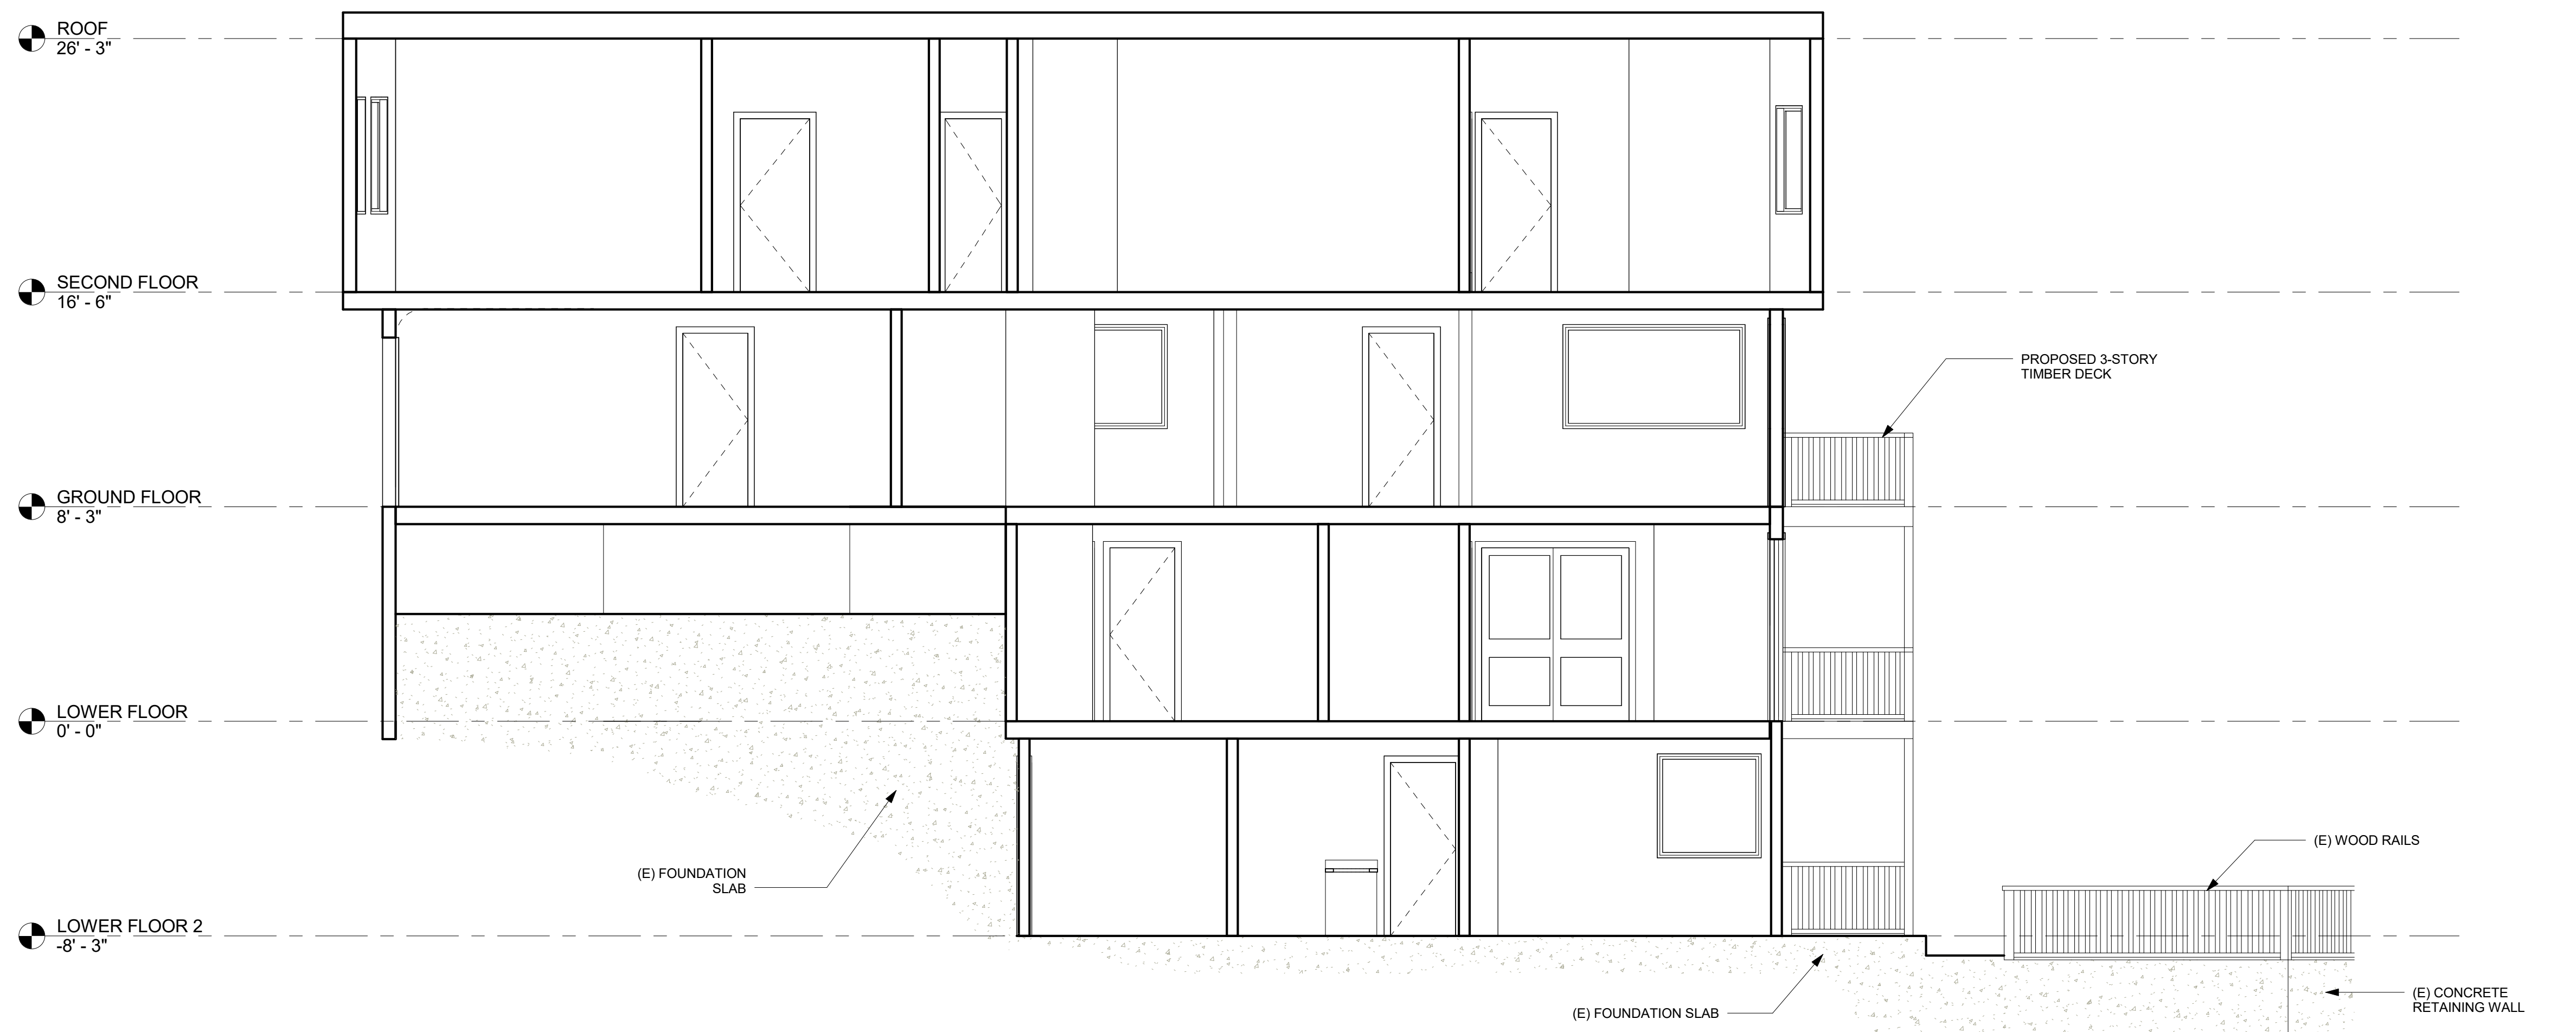 ROOF
26' - 3"
SECOND FLOOR
16' - 6"
PROPOSED 3-STORY
TIMBER DECK
GROUND FLOOR
8' - 3"
LOWER FLOOR
0' - 0"
(E) WOOD RAILS
(E) FOUNDATION
SLAB
LOWER FLOOR 2
-8' - 3"
(E) CONCRETE
RETAINING WALL
(E) FOUNDATION SLAB